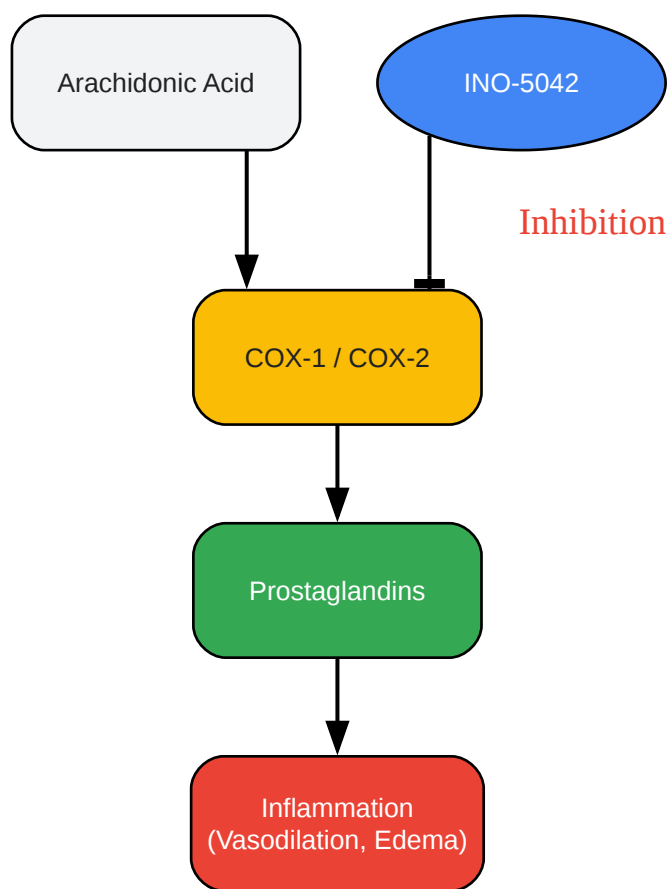 Arachidonic Acid
INO-5042
Inhibition
COX-1 / COX-2
Prostaglandins
Inflammation
(Vasodilation, Edema)